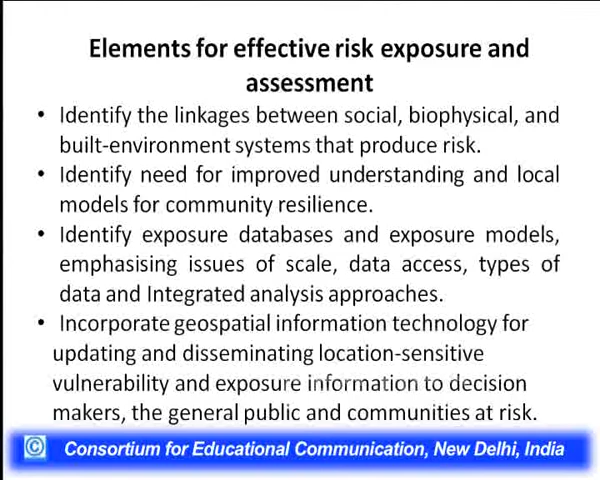 Elements for effective risk exposure and
assessment
• Identify the linkages between social, biophysical, and
built-environment systems that produce risk.
• Identify need for improved understanding and local
models for community resilience.
• Identify exposure databases and exposure models,
emphasising issues of scale, data access, types of
data and Integrated analysis approaches.
• Incorporate geospatial information technology for
updating and disseminating location-sensitive
vulnerability and exposure information to decision
makers, the general public and communities at risk.
© Consortium for Educational Communication, New Delhi, India